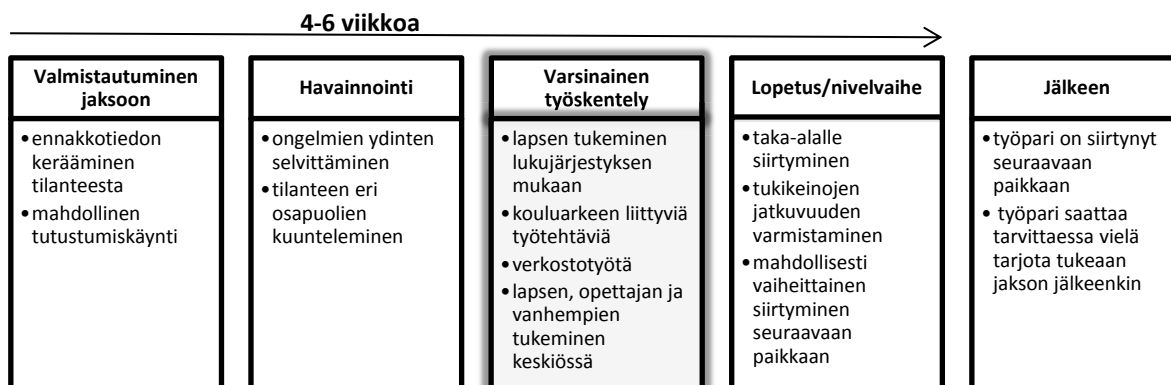 4-6 viikkoa
Valmistautuminen
jaksoon
•ennakkotiedon
kerääminen
tilanteesta
•mahdollinen
tutustumiskäynti
Havainnointi
•ongelmien ydinten
selvittäminen
•tilanteen eri
osapuolien
kuunteleminen
Varsinainen
työskentely
•lapsen tukeminen
lukujärjestyksen
mukaan
•kouluarkeen liittyviä
työtehtäviä
•verkostotyötä
•lapsen, opettajan ja
vanhempien
tukeminen
keskiössä
Lopetus/nivelvaihe
•taka-alalle
siirtyminen
•tukikeinojen
jatkuvuuden
varmistaminen
•mahdollisesti
vaiheittainen
siirtyminen
seuraavaan
paikkaan
Jälkeen
•työpari on siirtynyt
seuraavaan
paikkaan
• työpari saattaa
tarvittaessa vielä
tarjota tukeaan
jakson jälkeenkin